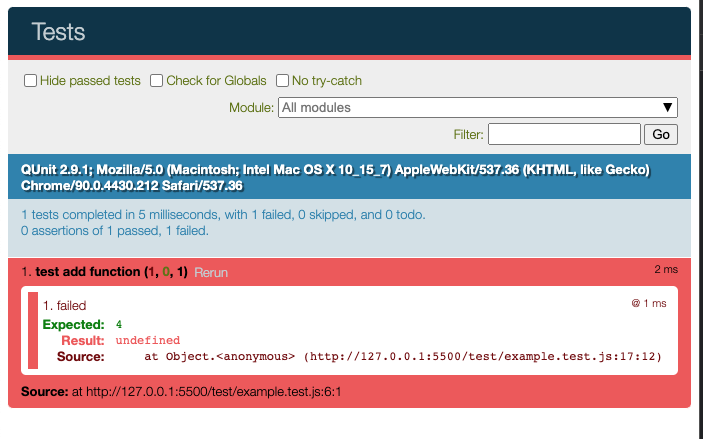 Tests
Hide passed tests Check for Globals No try-catch
Module: All modules ▼
Filter: Go
QUnit 2.9.1; Mozilla/5.0 (Macintosh; Intel Mac OS X 10_15_7) AppleWebKit/537.36 (KHTML, like Gecko)
Chrome/90.0.4430.212 Safari/537.36
1 tests completed in 5 milliseconds, with 1 failed, 0 skipped, and 0 todo.
0 assertions of 1 passed, 1 failed.
1. test add function (1, 0, 1) Rerun 2 ms
1. failed @ 1 ms
Expected: 4
Result: undefined
Source: at Object.<anonymous> (http://127.0.0.1:5500/test/example.test.js:17:12)
Source: at http://127.0.0.1:5500/test/example.test.js:6:1